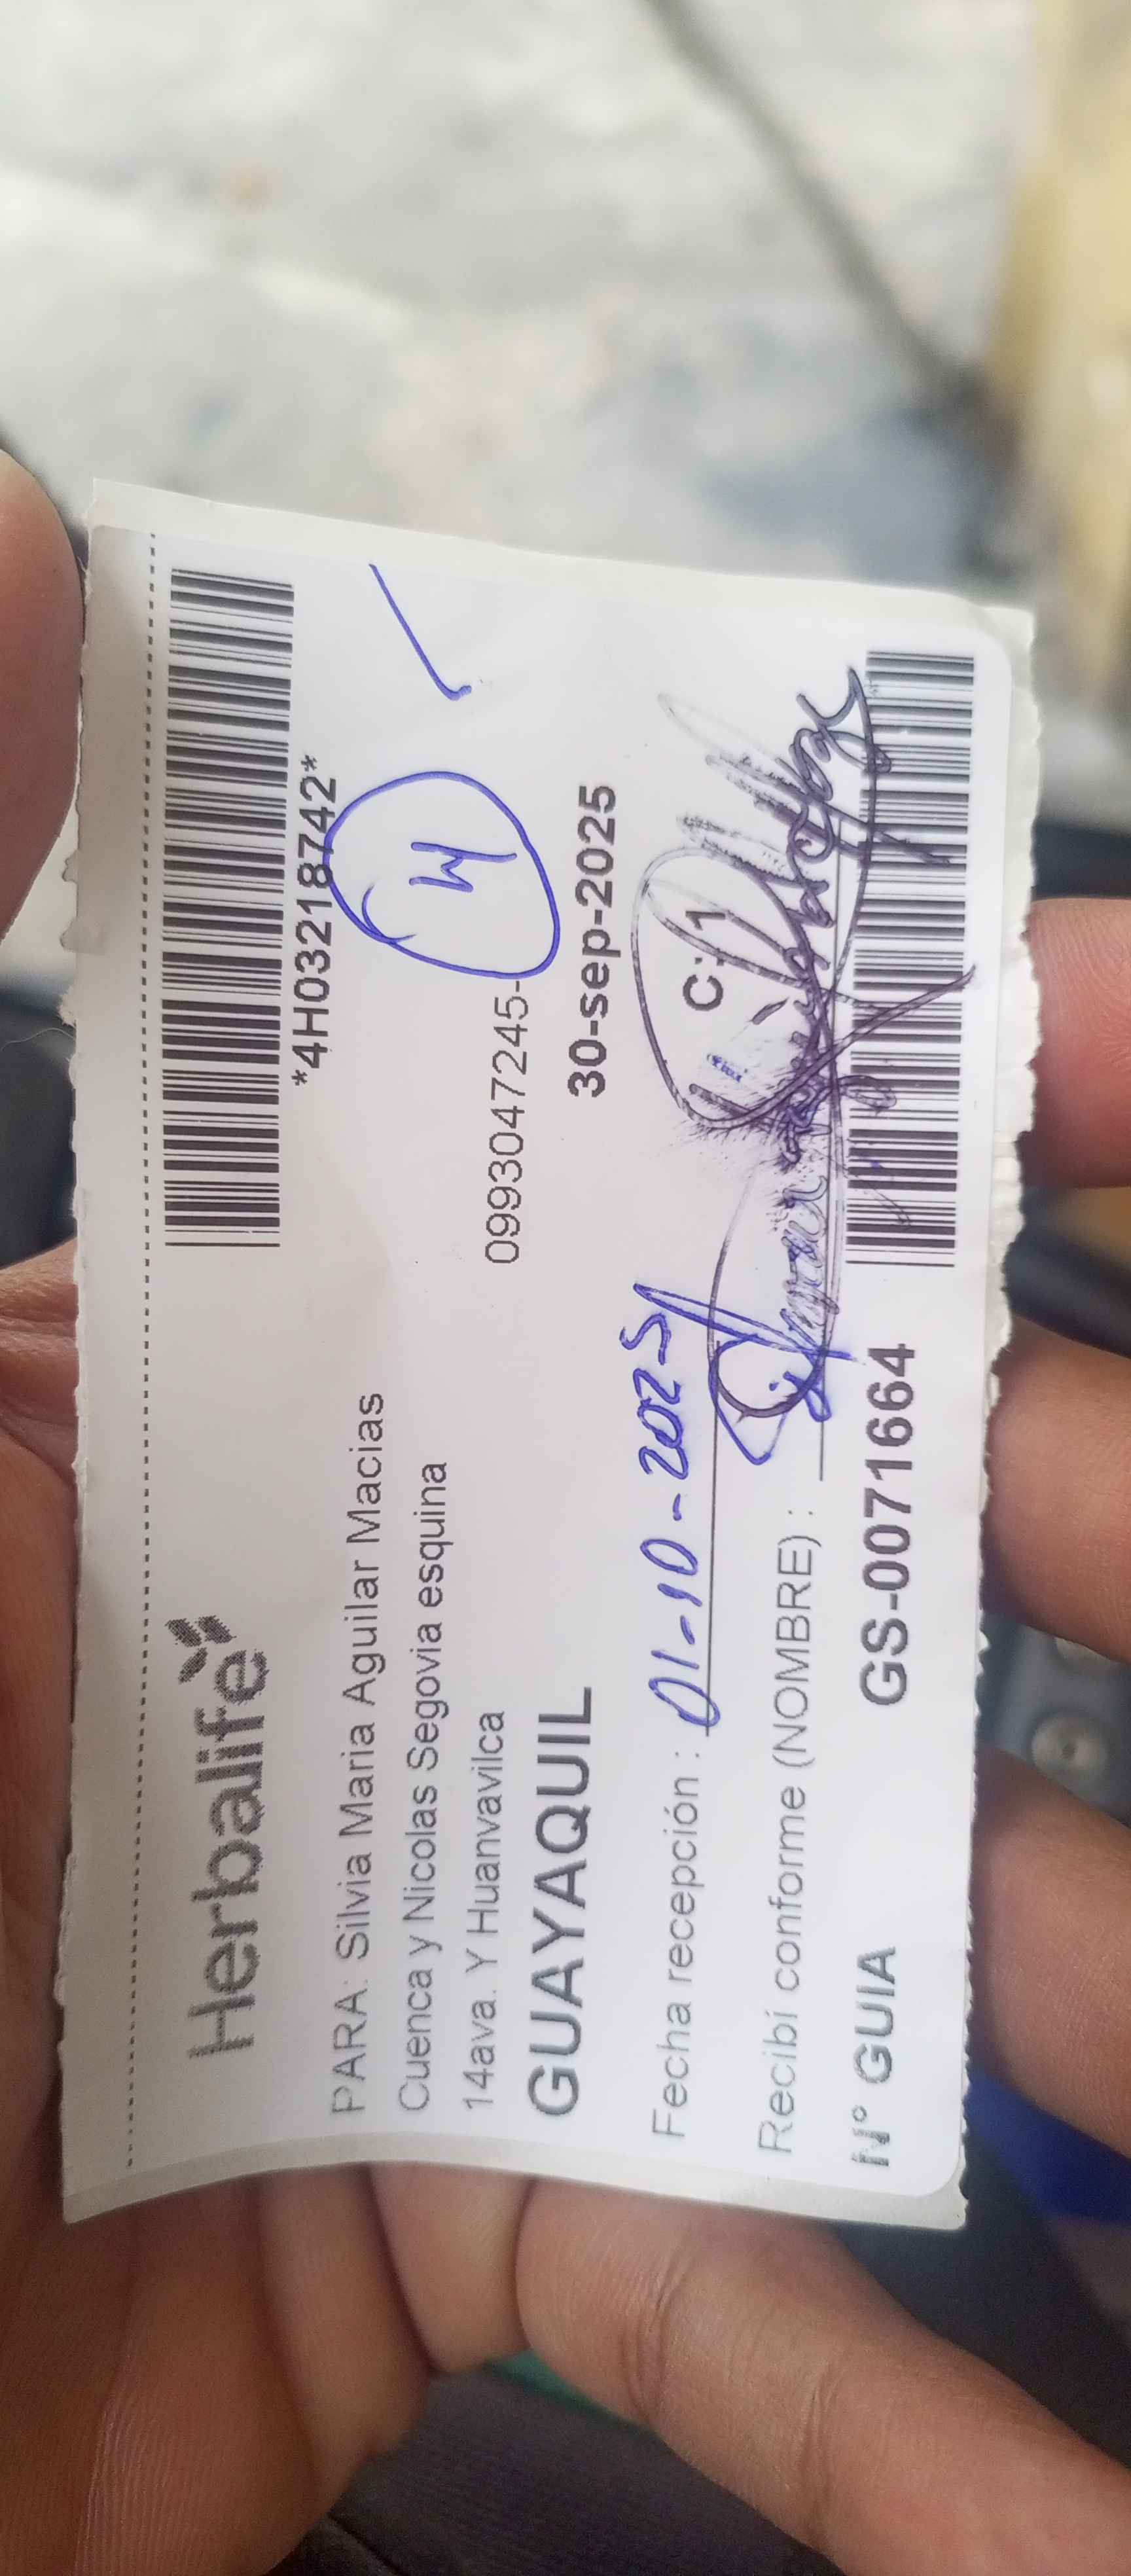 Herbalife
*4H03218742*
PARA: Silvia Maria Aguilar Macias
Cuenca y Nicolas Segovia esquina
14ava. Y Huanvavilca
0993047245-
GUAYAQUIL
30-sep-2025
Fecha recepción : 01-10-2025
C: 1
Recibí conforme (NOMBRE) :
N° GUIA GS-0071664